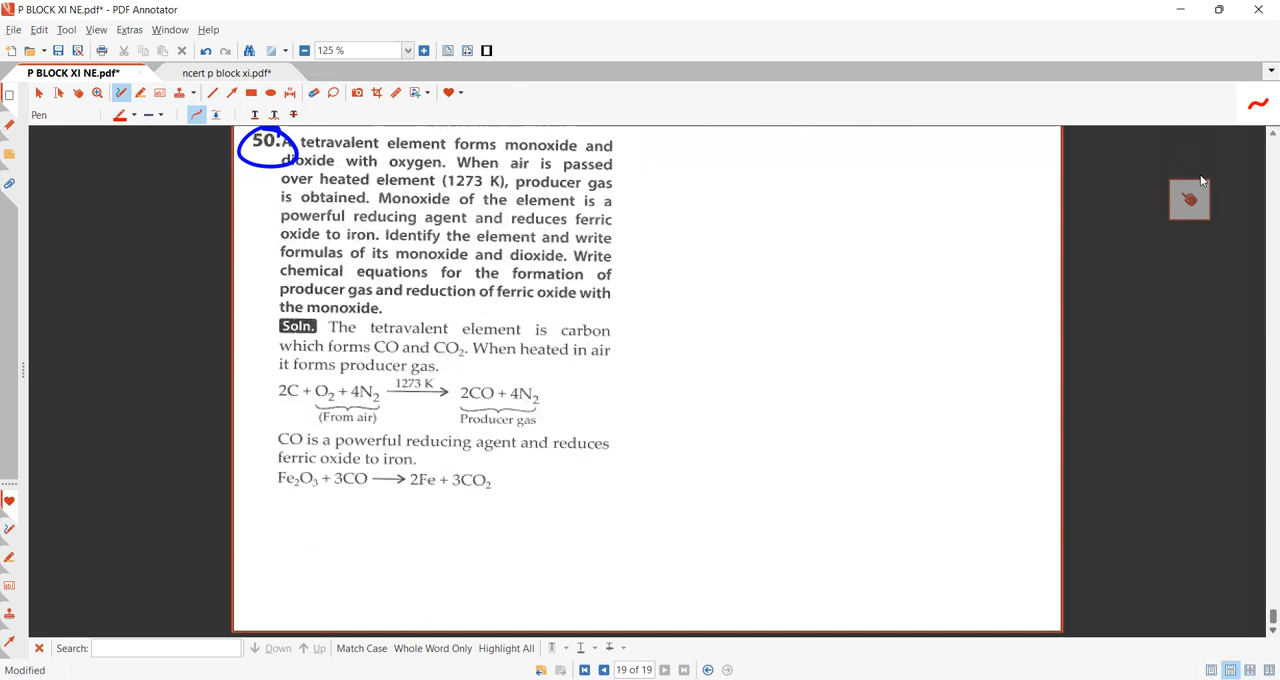 P BLOCK XI NE.pdf* - PDF Annotator
File Edit Tool View Extras Window Help
125 %
P BLOCK XI NE.pdf* ncert p block xi.pdf*
Pen
50. A tetravalent element forms monoxide and
dioxide with oxygen. When air is passed
over heated element (1273 K), producer gas
is obtained. Monoxide of the element is a
powerful reducing agent and reduces ferric
oxide to iron. Identify the element and write
formulas of its monoxide and dioxide. Write
chemical equations for the formation of
producer gas and reduction of ferric oxide with
the monoxide.
Soln. The tetravalent element is carbon
which forms CO and CO₂. When heated in air
it forms producer gas.
2C + O₂ + 4N₂ 1273 K → 2CO + 4N₂
(From air) Producer gas
CO is a powerful reducing agent and reduces
ferric oxide to iron.
Fe₂O₃ + 3CO → 2Fe + 3CO₂
Search: Down Up Match Case Whole Word Only Highlight All
Modified 19 of 19